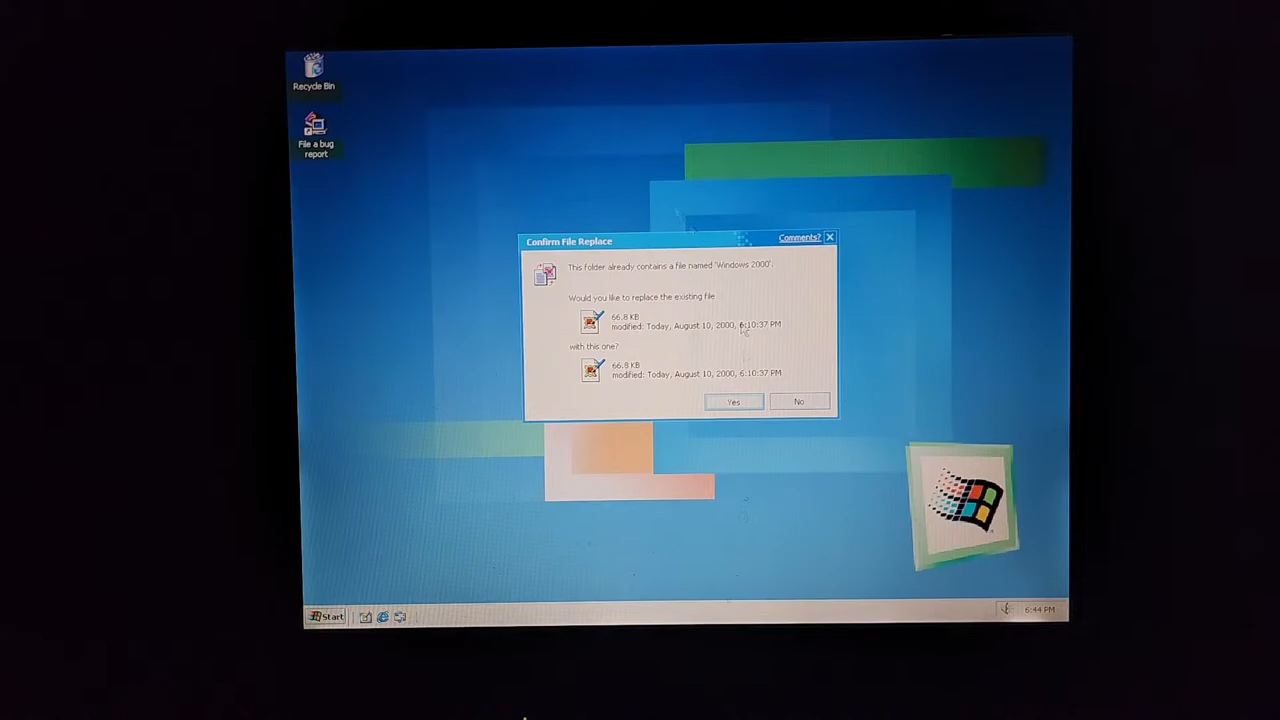 Recycle Bin
File a bug
report
Confirm File Replace
Comments?
This folder already contains a file named 'Windows 2000'.
Would you like to replace the existing file
66.8 KB
modified: Today, August 10, 2000, 6:10:37 PM
with this one?
66.8 KB
modified: Today, August 10, 2000, 6:10:37 PM
Yes
No
Start
6:44 PM